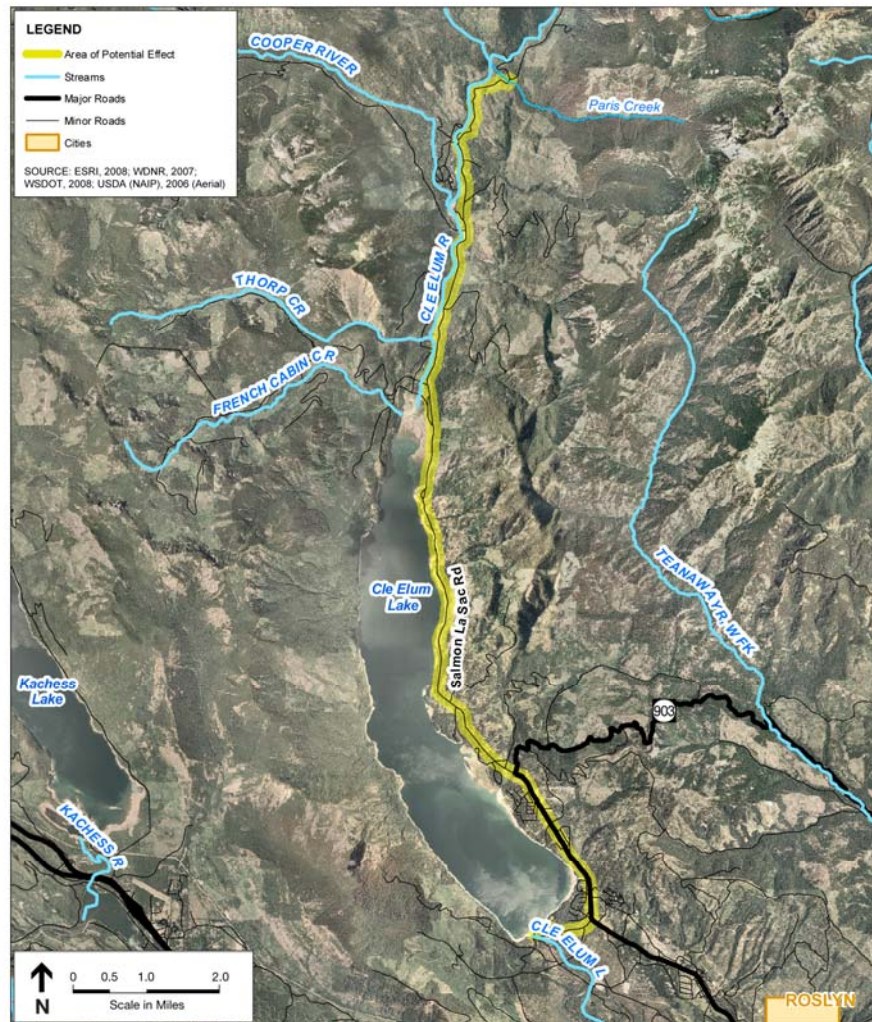 LEGEND
Area of Potential Effect
Streams
Major Roads
Minor Roads
Cities
SOURCE: ESRI, 2008; WDNR, 2007;
WSDOT, 2008; USDA (NAIP), 2006 (Aerial)
COOPER RIVER
Paris Creek
CLE ELUM R
THORP CR
FRENCH CABIN CR
TEANAWAY R, WFK
Cle Elum
Lake
Salmon La Sac Rd
Kachess
Lake
903
KACHESS R
CLE ELUM L
ROSLYN
N
0 0.5 1.0 2.0
Scale in Miles